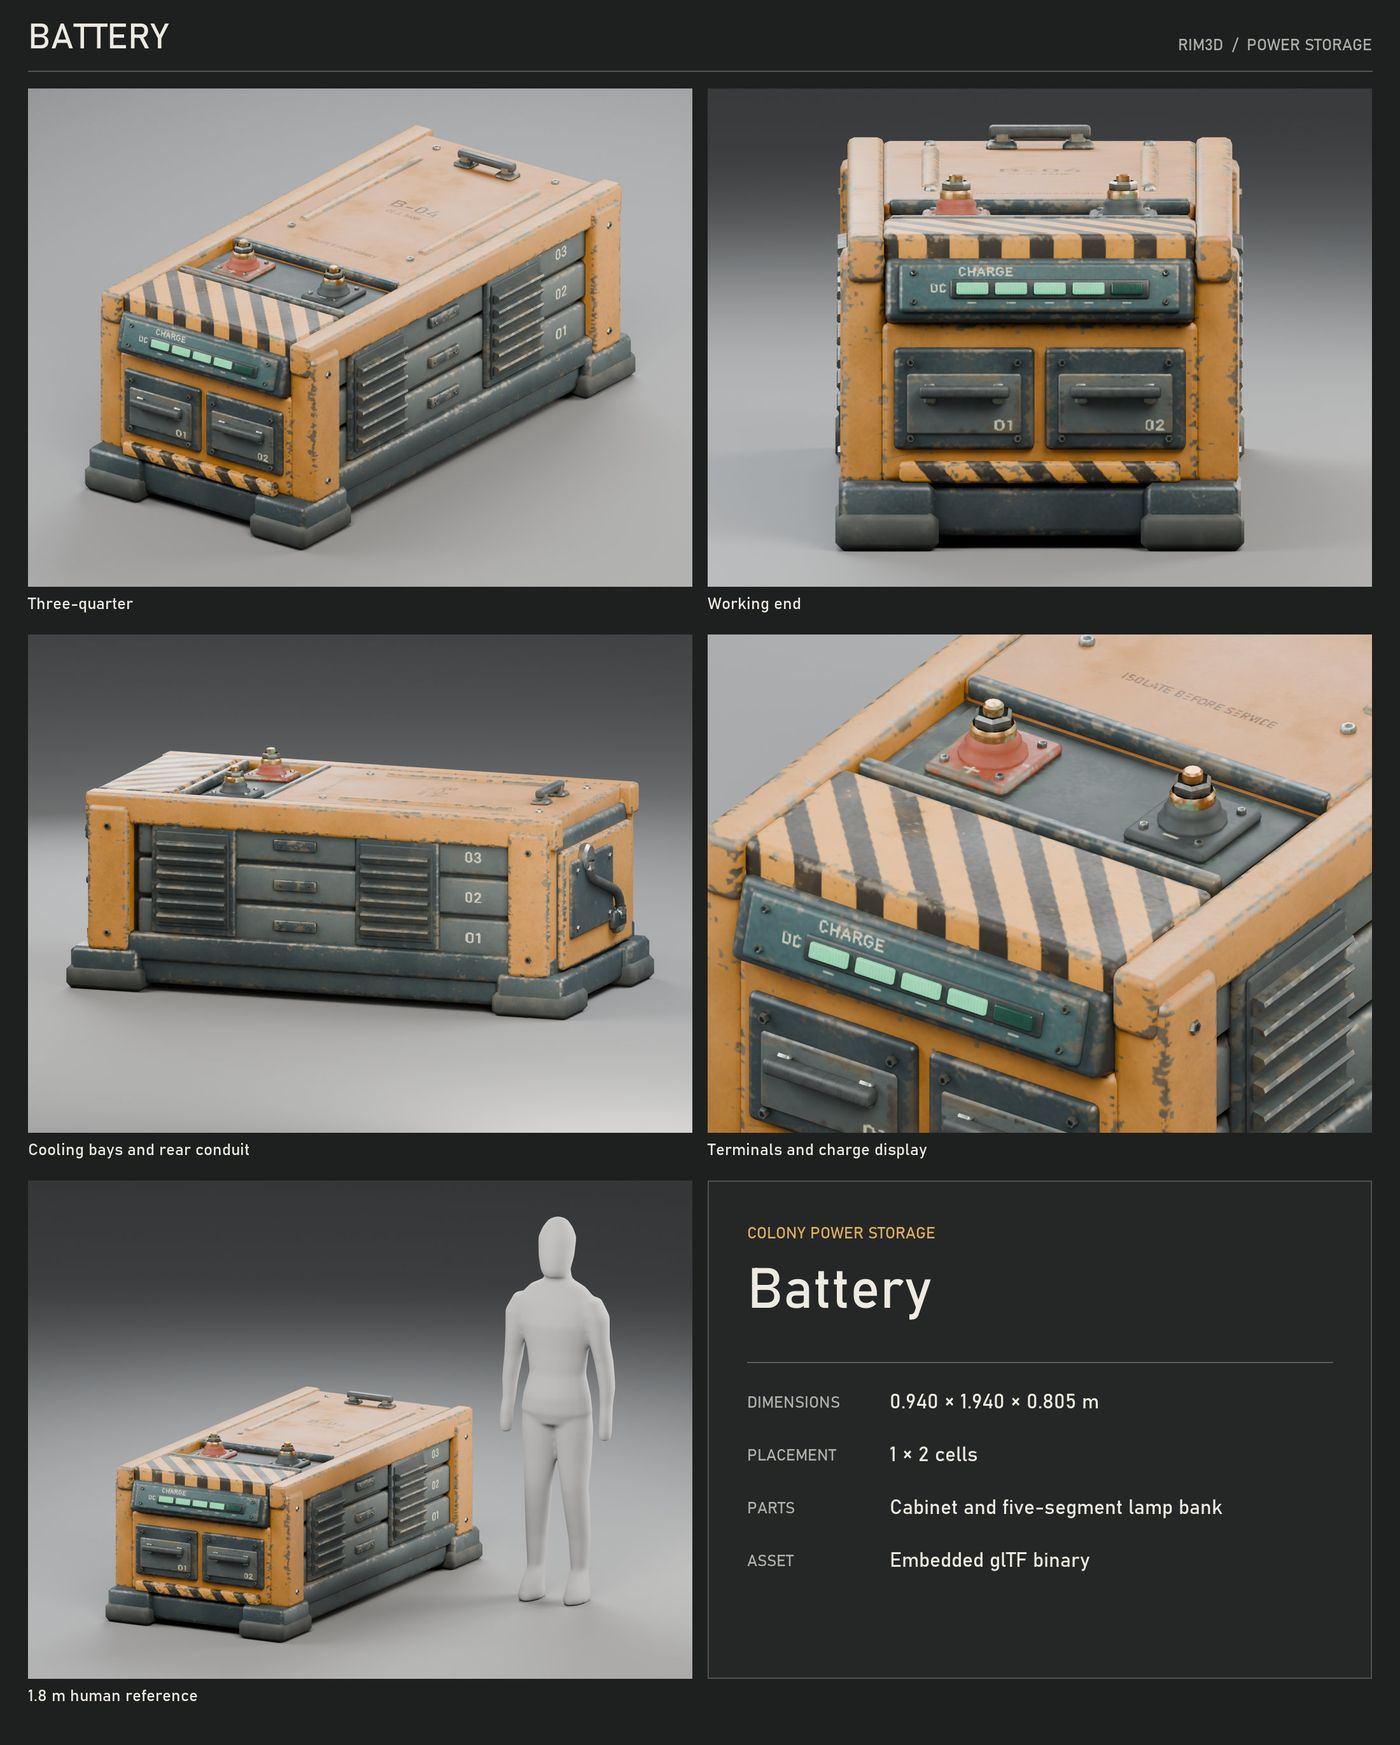 BATTERY
RIM3D / POWER STORAGE
B-04
CHARGE
DC
01
02
03
02
01
Three-quarter
CHARGE
DC
01
02
Working end
03
02
01
Cooling bays and rear conduit
ISOLATE BEFORE SERVICE
CHARGE
DC
Terminals and charge display
CHARGE
DC
01
02
03
02
01
1.8 m human reference
COLONY POWER STORAGE
Battery
DIMENSIONS 0.940 × 1.940 × 0.805 m
PLACEMENT 1 × 2 cells
PARTS Cabinet and five-segment lamp bank
ASSET Embedded glTF binary